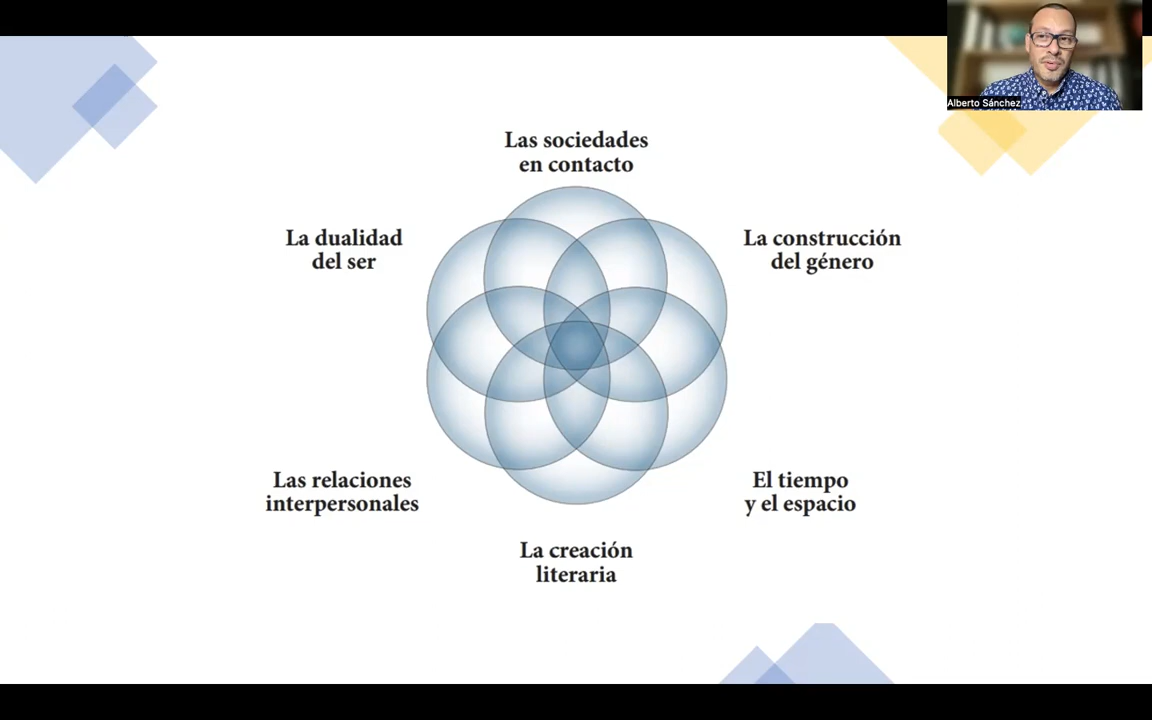 Alberto Sánchez
Las sociedades
en contacto
La dualidad
del ser
La construcción
del género
Las relaciones
interpersonales
El tiempo
y el espacio
La creación
literaria